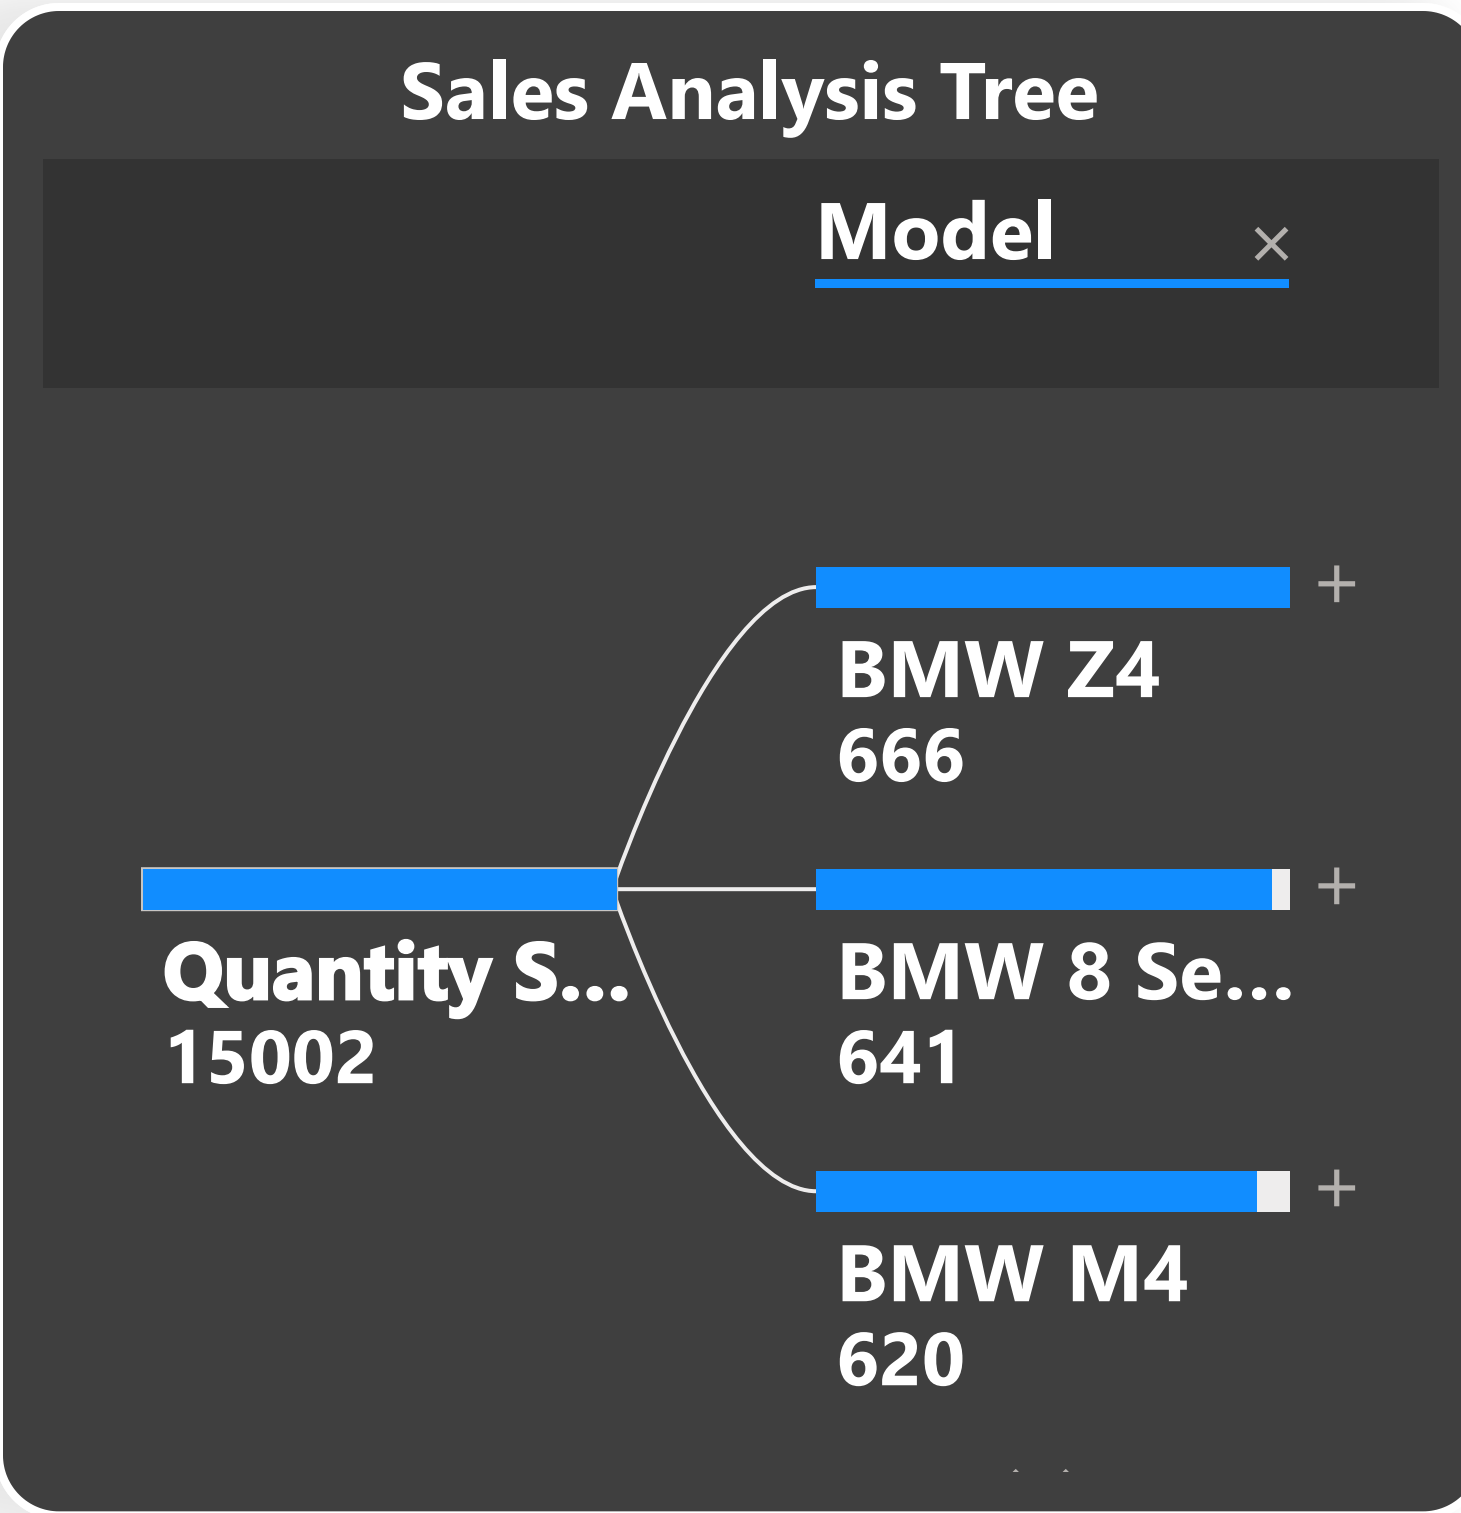 Sales Analysis Tree
Model
BMW Z4
666
Quantity S...
15002
BMW 8 Se...
641
BMW M4
620